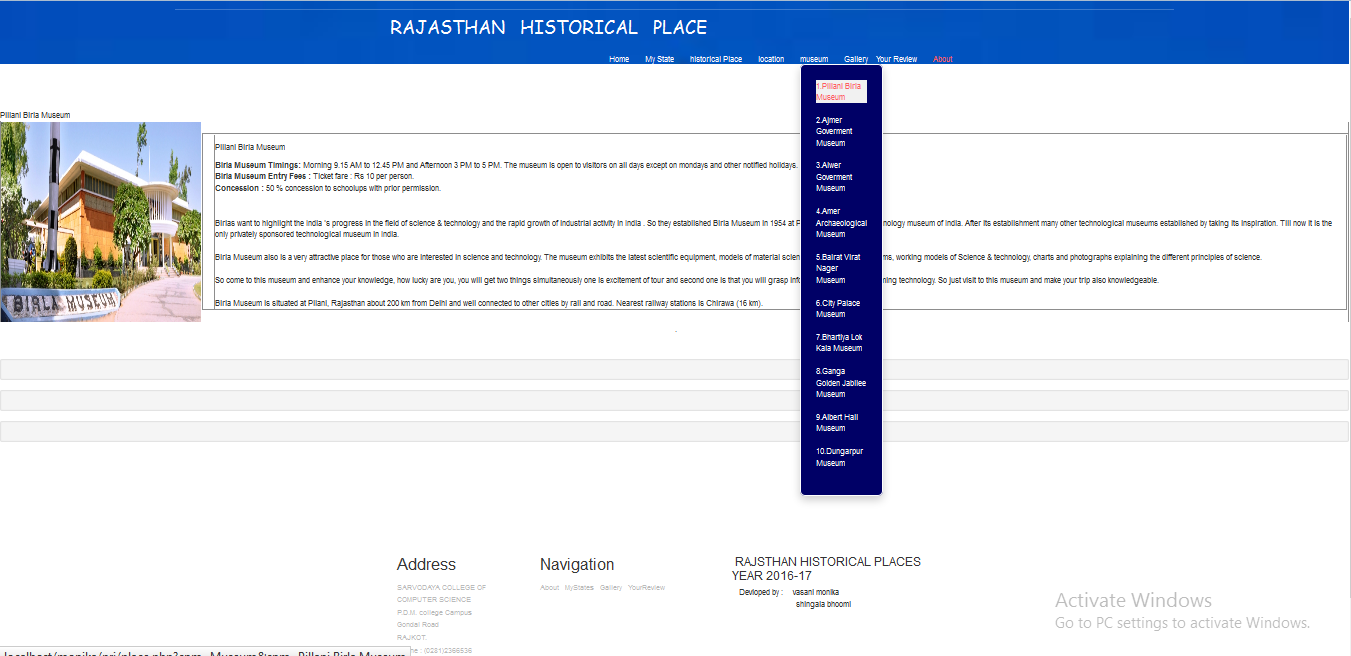 RAJASTHAN HISTORICAL PLACE
Home My State historical Place location museum Gallery Your Review About
1.Pillani Birla
Museum
2.Ajmer
Goverment
Museum
3.Alwer
Goverment
Museum
4.Amer
Archaeological
Museum
5.Bairat Virat
Nager
Museum
6.City Palace
Museum
7.Bhartiya Lok
Kala Museum
8.Ganga
Golden Jabilee
Museum
9.Albert Hall
Museum
10.Dungarpur
Museum
Pillani Birla Museum
BIRLA MUSEUM
Pillani Birla Museum
Birla Museum Timings: Morning 9.15 AM to 12.45 PM and Afternoon 3 PM to 5 PM. The museum is open to visitors on all days except on mondays and other notified holidays.
Birla Museum Entry Fees : Ticket fare : Rs 10 per person.
Concession : 50 % concession to schoolups with prior permission.
Birlas want to highlight the india 's progress in the field of science & technology and the rapid growth of industrial activity in india . So they established Birla Museum in 1954 at nology museum of india. After its establishment many other technological museums established by taking its inspiration. Till now it is the
only privately sponsored technological museum in india.
Birla Museum also is a very attractive place for those who are interested in science and technology. The museum exhibits the latest scientific equipment, models of material scien ms, working models of Science & technology, charts and photographs explaining the different principles of science.
So come to this museum and enhance your knowledge, how lucky are you, you will get two things simultaneously one is excitement of tour and second one is that you will grasp inf ning technology. So just visit to this museum and make your trip also knowledgeable.
Birla Museum is situated at Pilani, Rajasthan about 200 km from Delhi and well connected to other cities by rail and road. Nearest railway stations is Chirawa (16 km).
Address
SARVODAYA COLLEGE OF
COMPUTER SCIENCE
P.D.M. college Campus
Gondal Road
RAJKOT.
ne : (0281)2366536
Navigation
About MyStates Gallery YourReview
RAJSTHAN HISTORICAL PLACES
YEAR 2016-17
Devloped by : vasani monika
shingala bhoomi
Activate Windows
Go to PC settings to activate Windows.